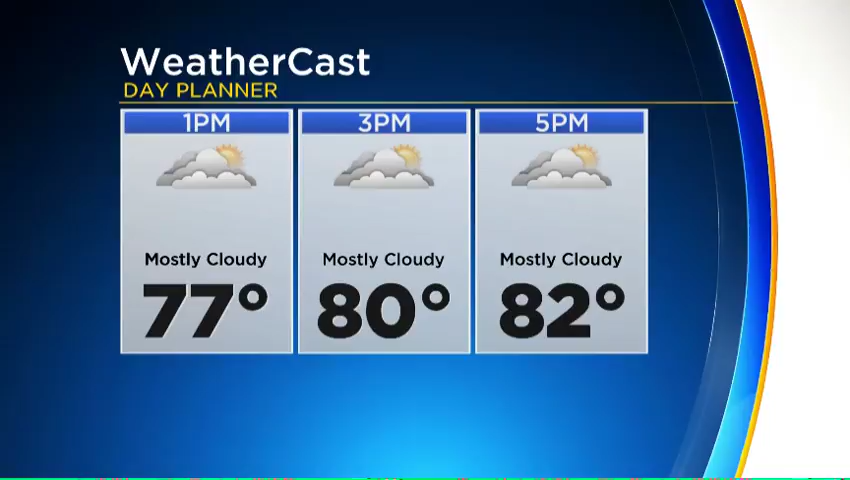 WeatherCast
DAY PLANNER
1PM 3PM 5PM
Mostly Cloudy Mostly Cloudy Mostly Cloudy
77° 80° 82°